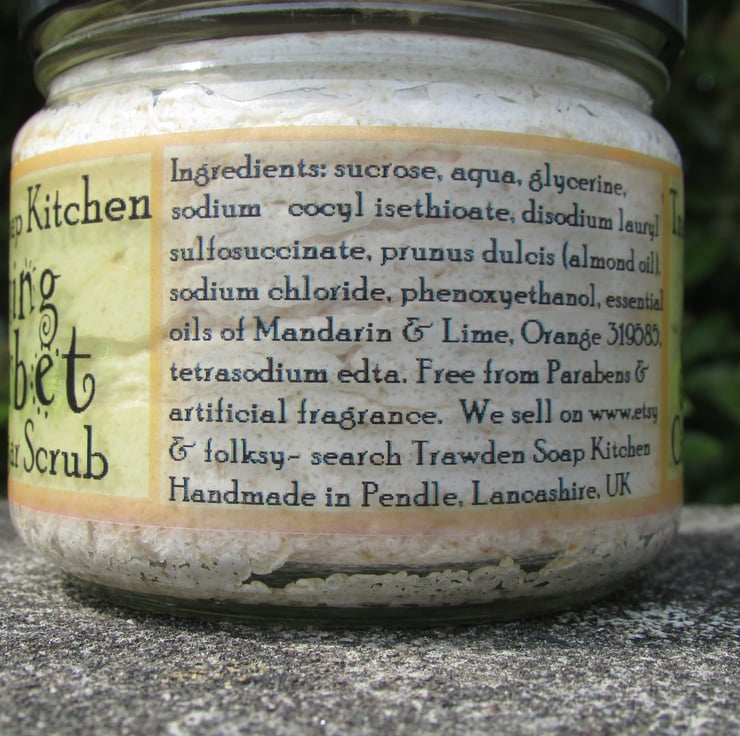 Kitchen
Scrub
Ingredients: sucrose, aqua, glycerine,
sodium cocyl isethioate, disodium lauryl
sulfosuccinate, prunus dulcis (almond oil),
sodium chloride, phenoxyethanol, essential
oils of Mandarin & Lime, Orange 319585,
tetrasodium edta. Free from Parabens &
artificial fragrance. We sell on www.etsy
& folksy- search Trawden Soap Kitchen
Handmade in Pendle, Lancashire, UK